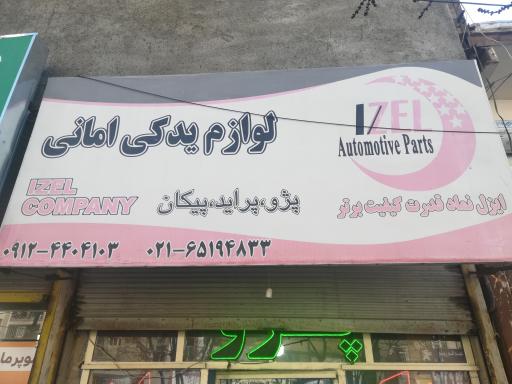 لوازم یدکی امانی
IZEL
Automotive Parts
ایزل نماد قدرت کیفیت برتر
پژو،پراید،پیکان
IZEL
COMPANY
۰۹۱۲-۴۴۰۴۱۰۳ ۰۲۱-۶۵۱۹۴۸۳۳
پژو